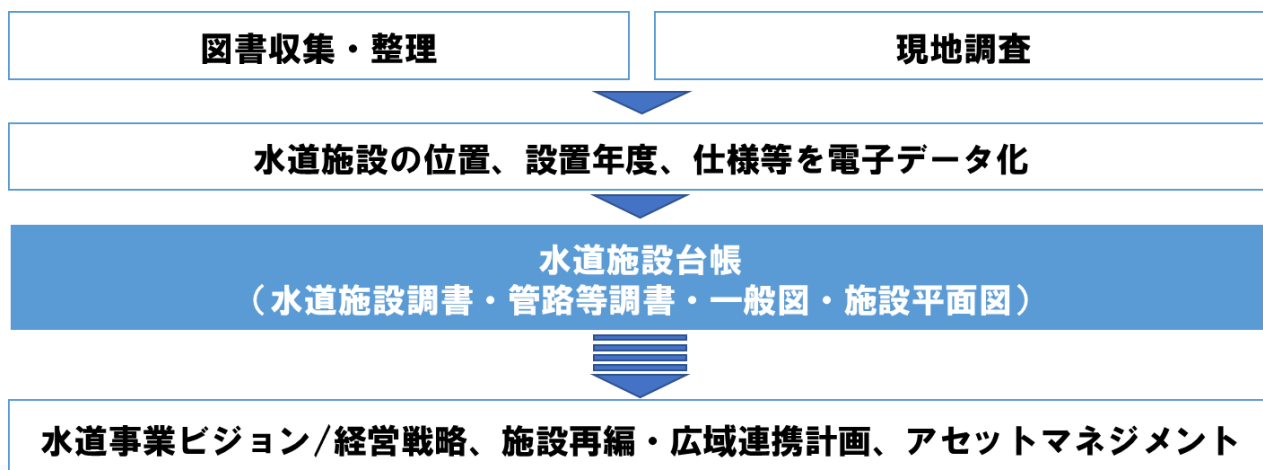 図書収集・整理
現地調査
水道施設の位置、設置年度、仕様等を電子データ化
水道施設台帳
（水道施設調書・管路等調書・一般図・施設平面図）
水道事業ビジョン/経営戦略、施設再編・広域連携計画、アセットマネジメント